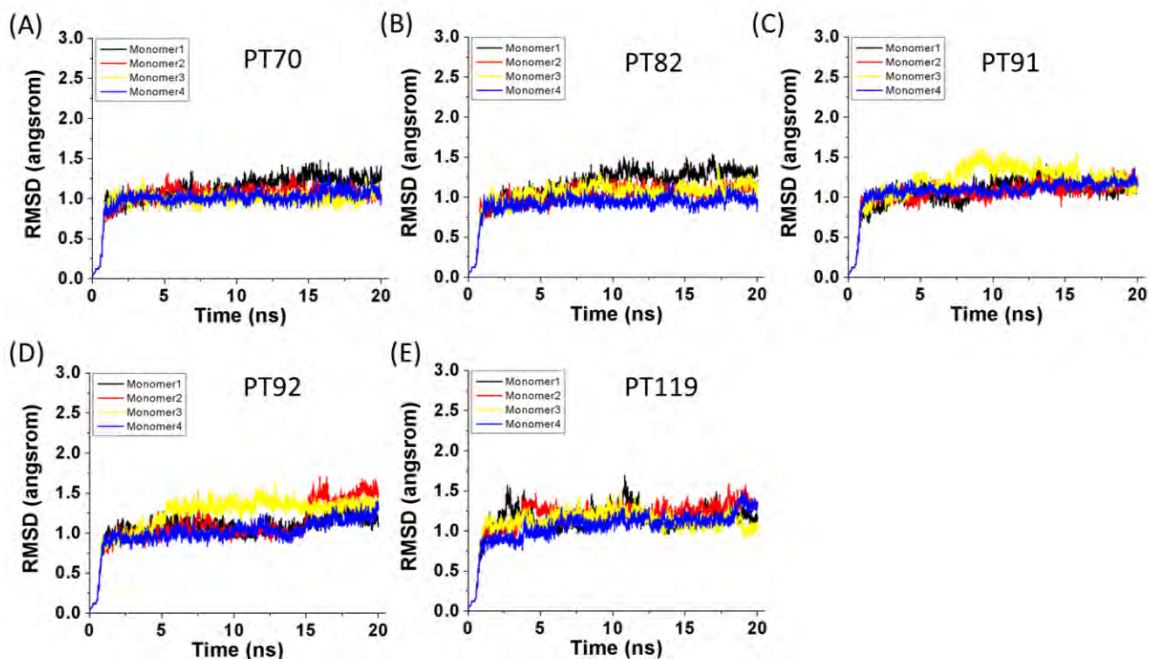 (A)
PT70
Monomer1
Monomer2
Monomer3
Monomer4
3.0
2.5
2.0
1.5
1.0
0.5
0.0
RMSD (angsrom)
0 5 10 15 20
Time (ns)
(B)
PT82
Monomer1
Monomer2
Monomer3
Monomer4
3.0
2.5
2.0
1.5
1.0
0.5
0.0
RMSD (angsrom)
0 5 10 15 20
Time (ns)
(C)
PT91
Monomer1
Monomer2
Monomer3
Monomer4
3.0
2.5
2.0
1.5
1.0
0.5
0.0
RMSD (angsrom)
0 5 10 15 20
Time (ns)
(D)
PT92
Monomer1
Monomer2
Monomer3
Monomer4
3.0
2.5
2.0
1.5
1.0
0.5
0.0
RMSD (angsrom)
0 5 10 15 20
Time (ns)
(E)
PT119
Monomer1
Monomer2
Monomer3
Monomer4
3.0
2.5
2.0
1.5
1.0
0.5
0.0
RMSD (angsrom)
0 5 10 15 20
Time (ns)